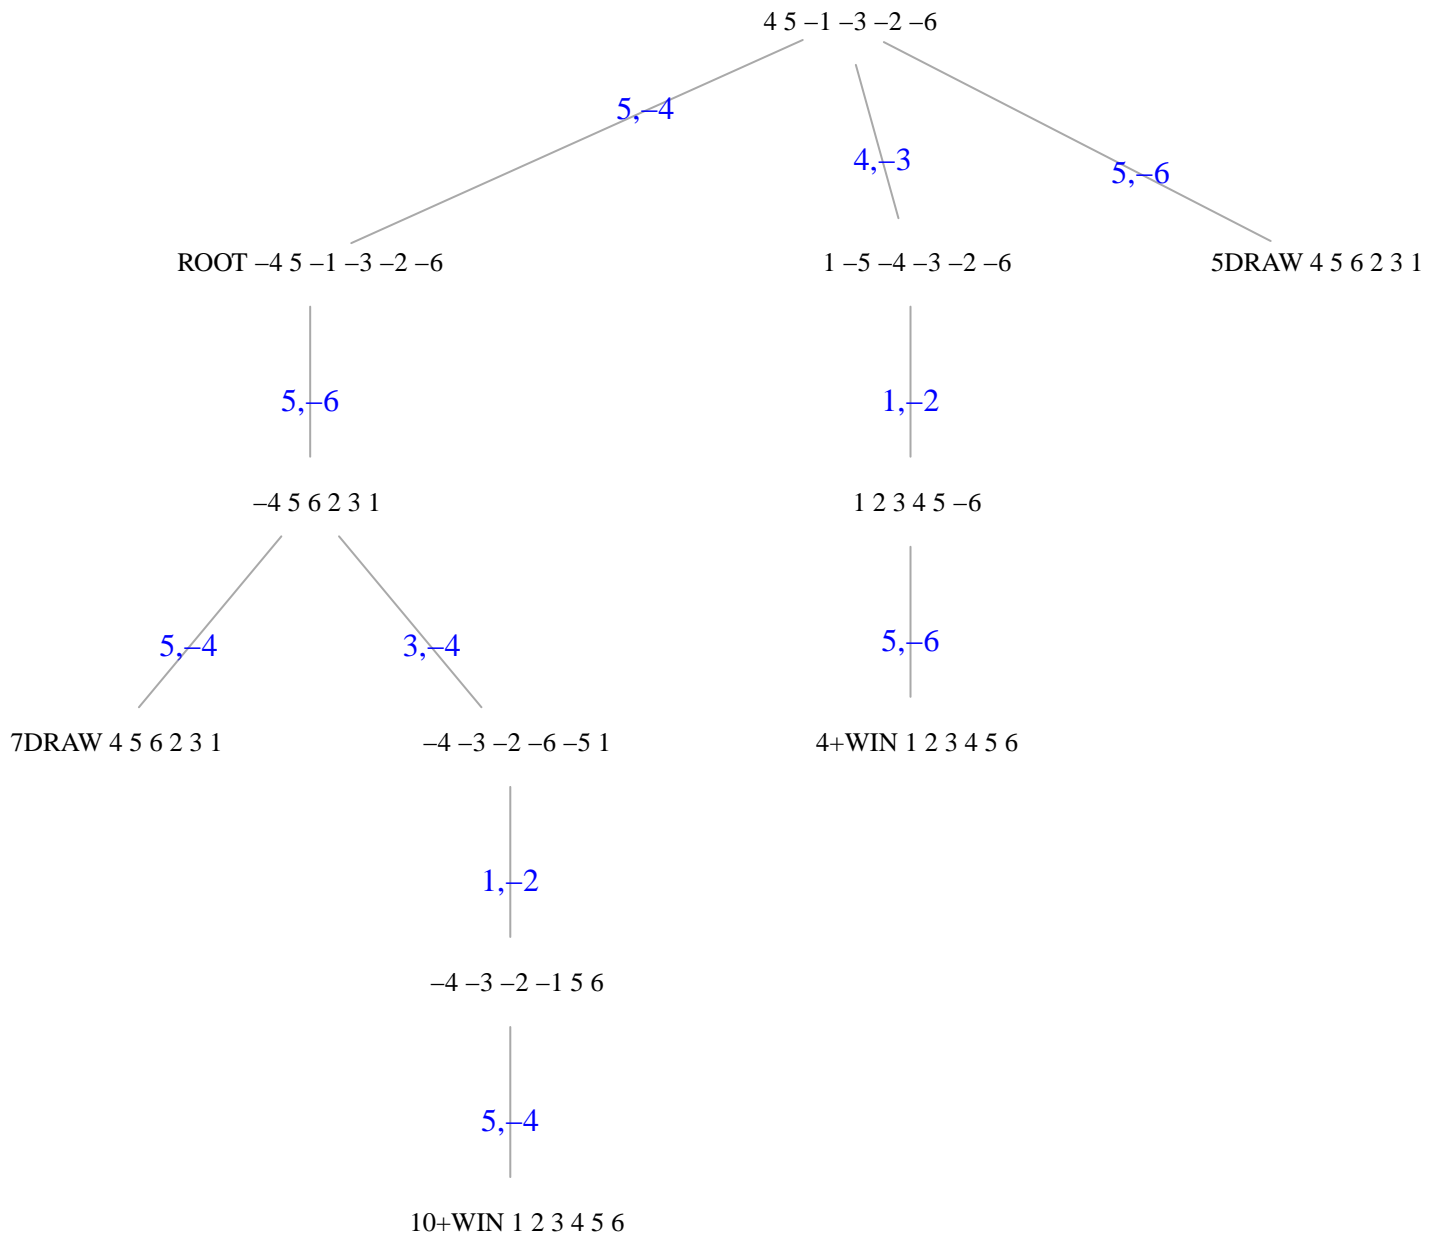 4 5 –1 –3 –2 –6
5,–4
4,–3
5,–6
ROOT –4 5 –1 –3 –2 –6
1 –5 –4 –3 –2 –6
5DRAW 4 5 6 2 3 1
5,–6
1,–2
–4 5 6 2 3 1
1 2 3 4 5 –6
5,–4
3,–4
5,–6
7DRAW 4 5 6 2 3 1
–4 –3 –2 –6 –5 1
4+WIN 1 2 3 4 5 6
1,–2
–4 –3 –2 –1 5 6
5,–4
10+WIN 1 2 3 4 5 6